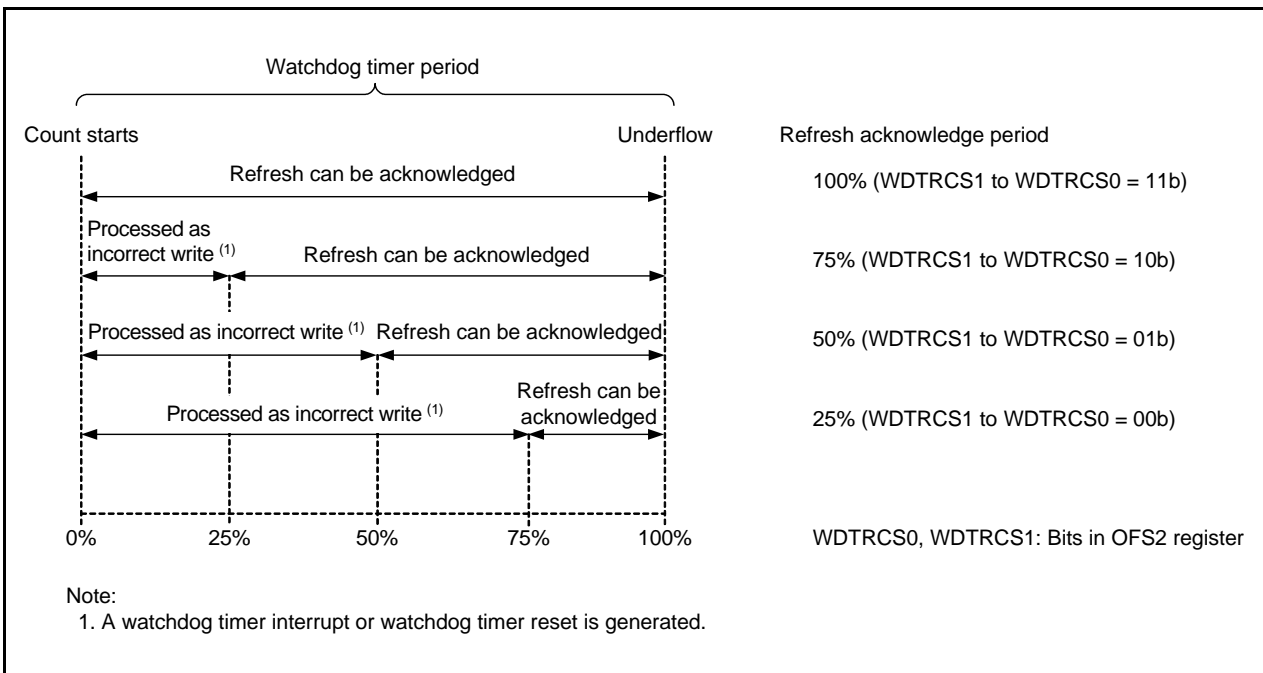 Watchdog timer period
Count starts
Underflow
Refresh acknowledge period
Refresh can be acknowledged
100% (WDTRCS1 to WDTRCS0 = 11b)
Processed as
incorrect write (1)
Refresh can be acknowledged
75% (WDTRCS1 to WDTRCS0 = 10b)
Processed as incorrect write (1)
Refresh can be acknowledged
50% (WDTRCS1 to WDTRCS0 = 01b)
Processed as incorrect write (1)
Refresh can be
acknowledged
25% (WDTRCS1 to WDTRCS0 = 00b)
0%
25%
50%
75%
100%
WDTRCS0, WDTRCS1: Bits in OFS2 register
Note:
1. A watchdog timer interrupt or watchdog timer reset is generated.